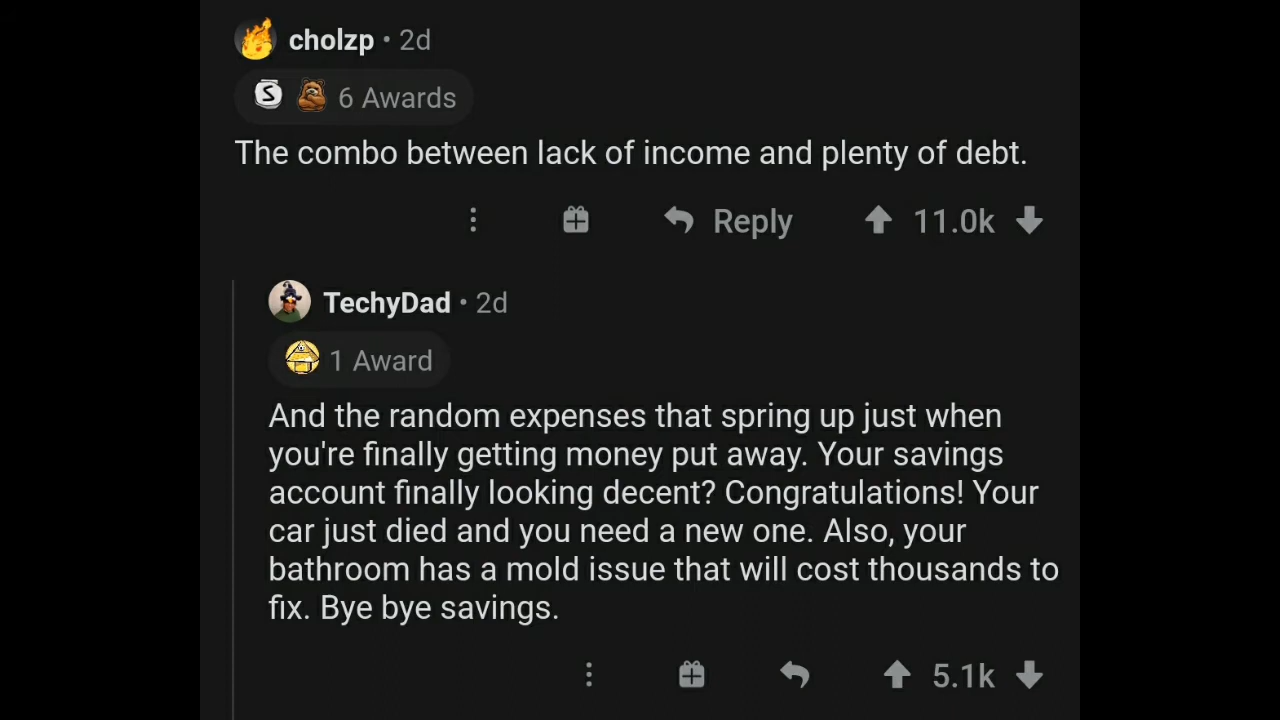 cholzp • 2d
6 Awards
The combo between lack of income and plenty of debt.
Reply 11.0k
TechyDad • 2d
1 Award
And the random expenses that spring up just when
you're finally getting money put away. Your savings
account finally looking decent? Congratulations! Your
car just died and you need a new one. Also, your
bathroom has a mold issue that will cost thousands to
fix. Bye bye savings.
5.1k